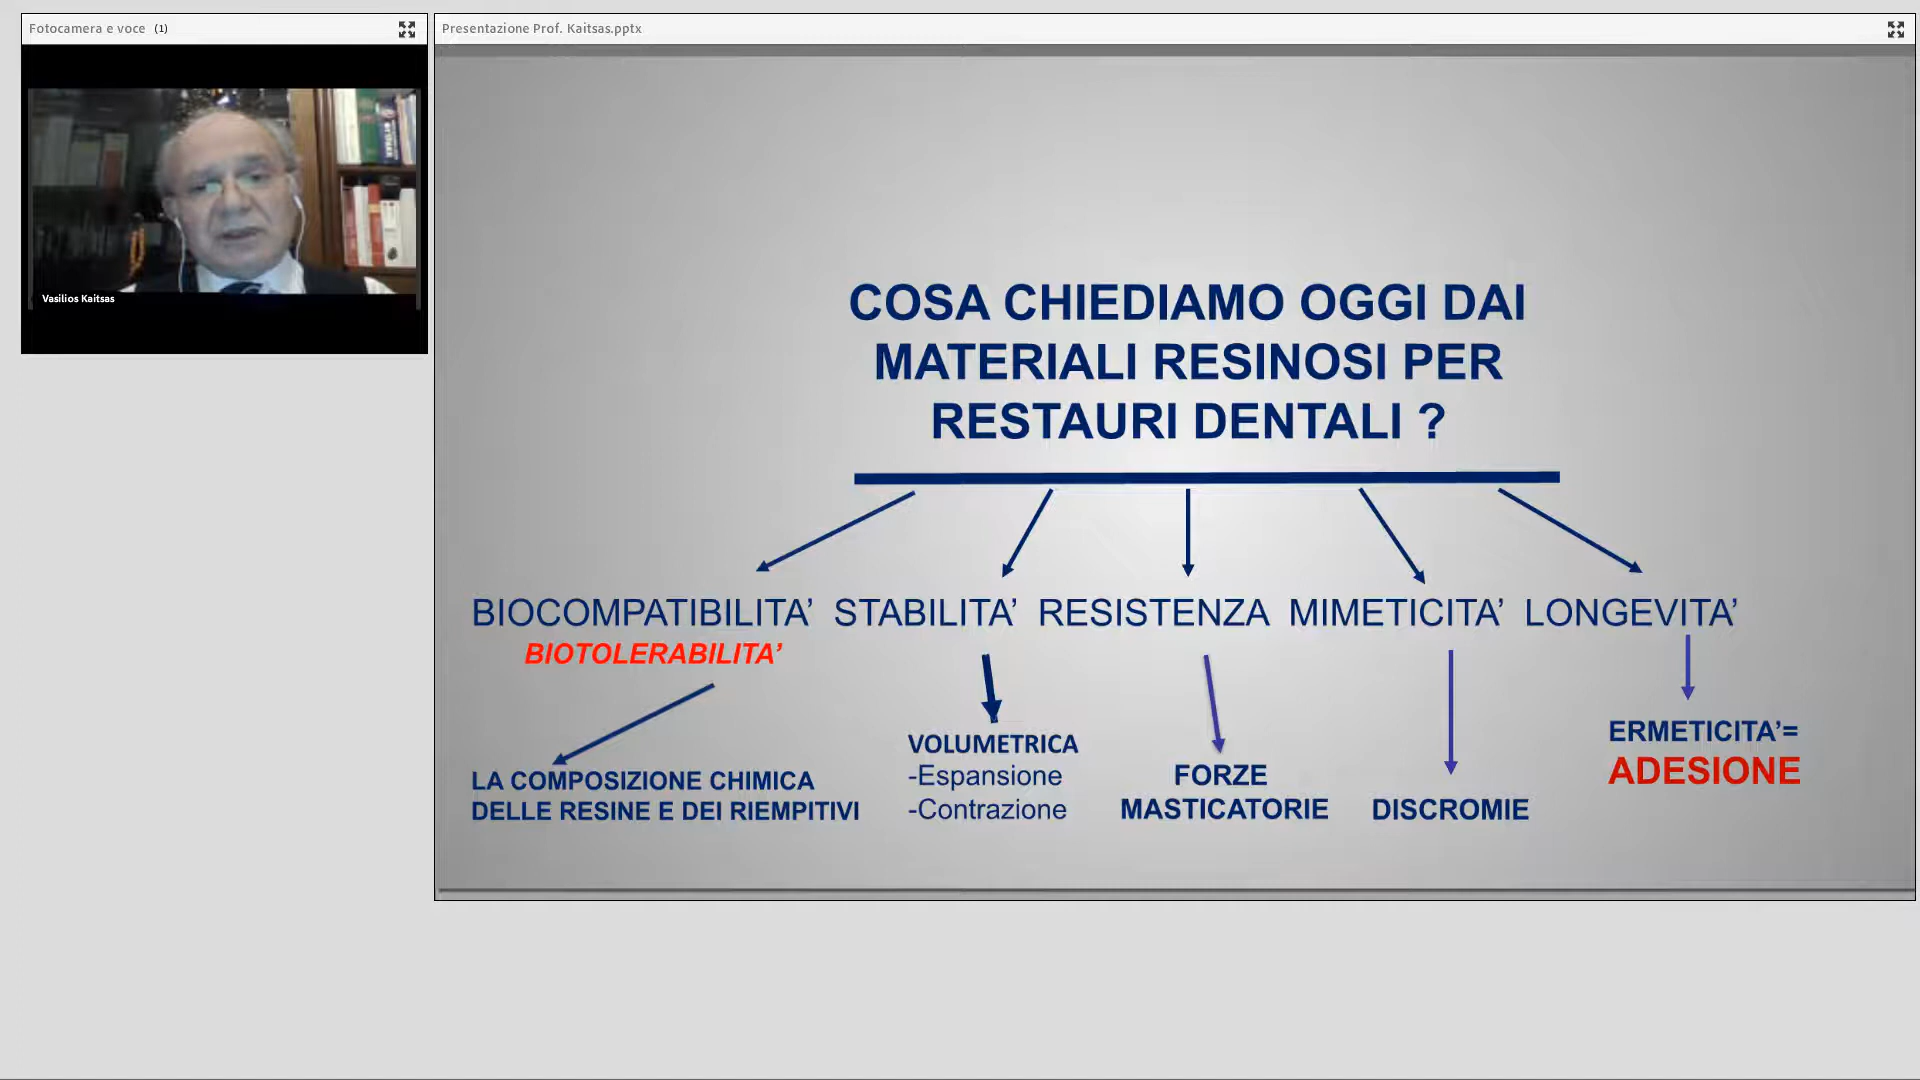 Fotocamera e voce (1)
Vasilios Kaitsas
Presentazione Prof. Kaitsas.pptx
COSA CHIEDIAMO OGGI DAI
MATERIALI RESINOSI PER
RESTAURI DENTALI ?
BIOCOMPATIBILITA’ STABILITA’ RESISTENZA MIMETICITA’ LONGEVITA’
BIOTOLERABILITA’
LA COMPOSIZIONE CHIMICA
DELLE RESINE E DEI RIEMPITIVI
VOLUMETRICA
-Espansione
-Contrazione
FORZE
MASTICATORIE
DISCROMIE
ERMETICITA’=
ADESIONE